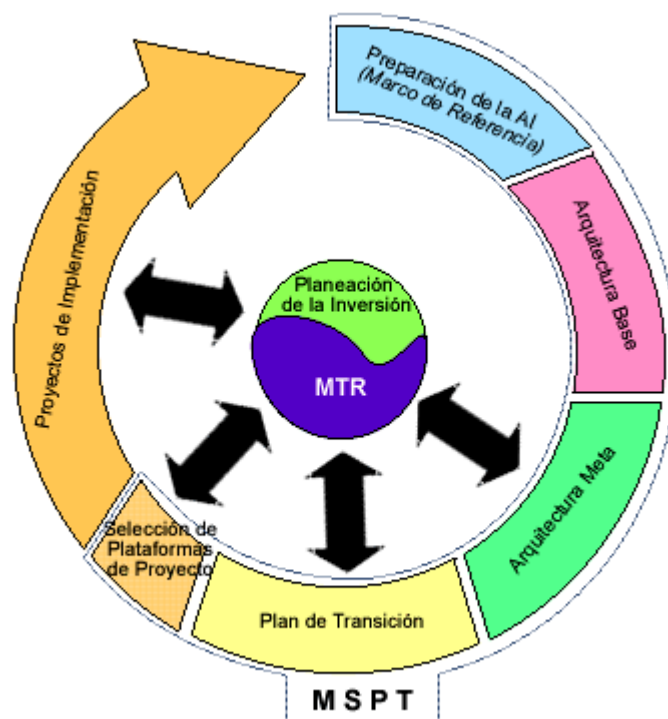 Preparación de la AI
(Marco de Referencia)
Arquitectura Base
Arquitectura Meta
Plan de Transición
Selección de
Plataformas
de Proyecto
Proyectos de Implementación
Planeación
de la Inversión
MTR
M S P T